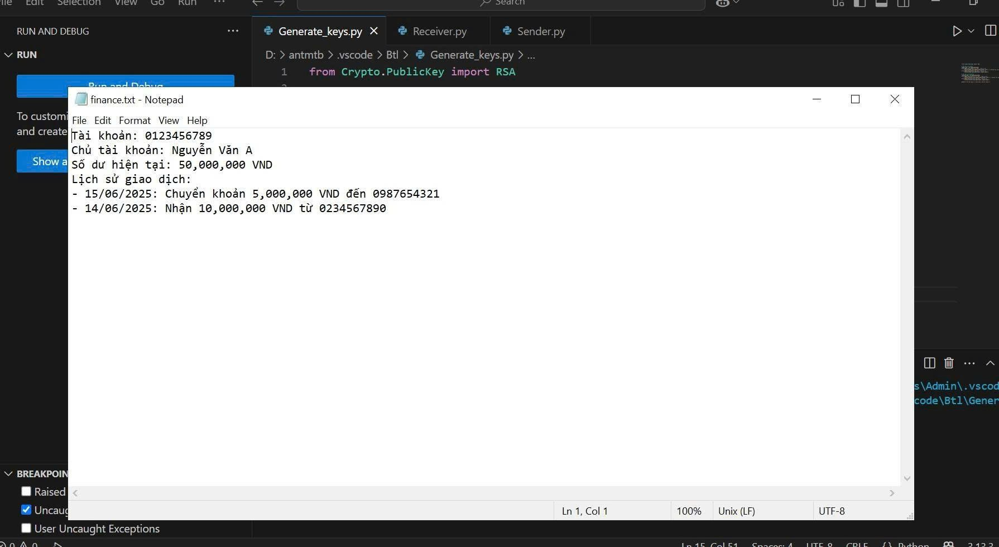 Edit Selection View Go Run ··· Search
RUN AND DEBUG ···
Generate_keys.py Receiver.py Sender.py
RUN
D: > antmtb > .vscode > Btl > Generate_keys.py > ...
1 from Crypto.PublicKey import RSA
Run and Debug
finance.txt - Notepad
File Edit Format View Help
To
and create
Show
Tài khoản: 0123456789
Chủ tài khoản: Nguyễn Văn A
Số dư hiện tại: 50,000,000 VND
Lịch sử giao dịch:
- 15/06/2025: Chuyển khoản 5,000,000 VND đến 0987654321
- 14/06/2025: Nhận 10,000,000 VND từ 0234567890
s\Admin\.vscod
code\Btl\Gener
BREAKPOIN
Raised
Uncaug
User Uncaught Exceptions
Ln 1, Col 1 100% Unix (LF) UTF-8
0 0 Ln 15, Col 51 Spaces: 4 UTF-8 CRLF {} Python 3.13.3